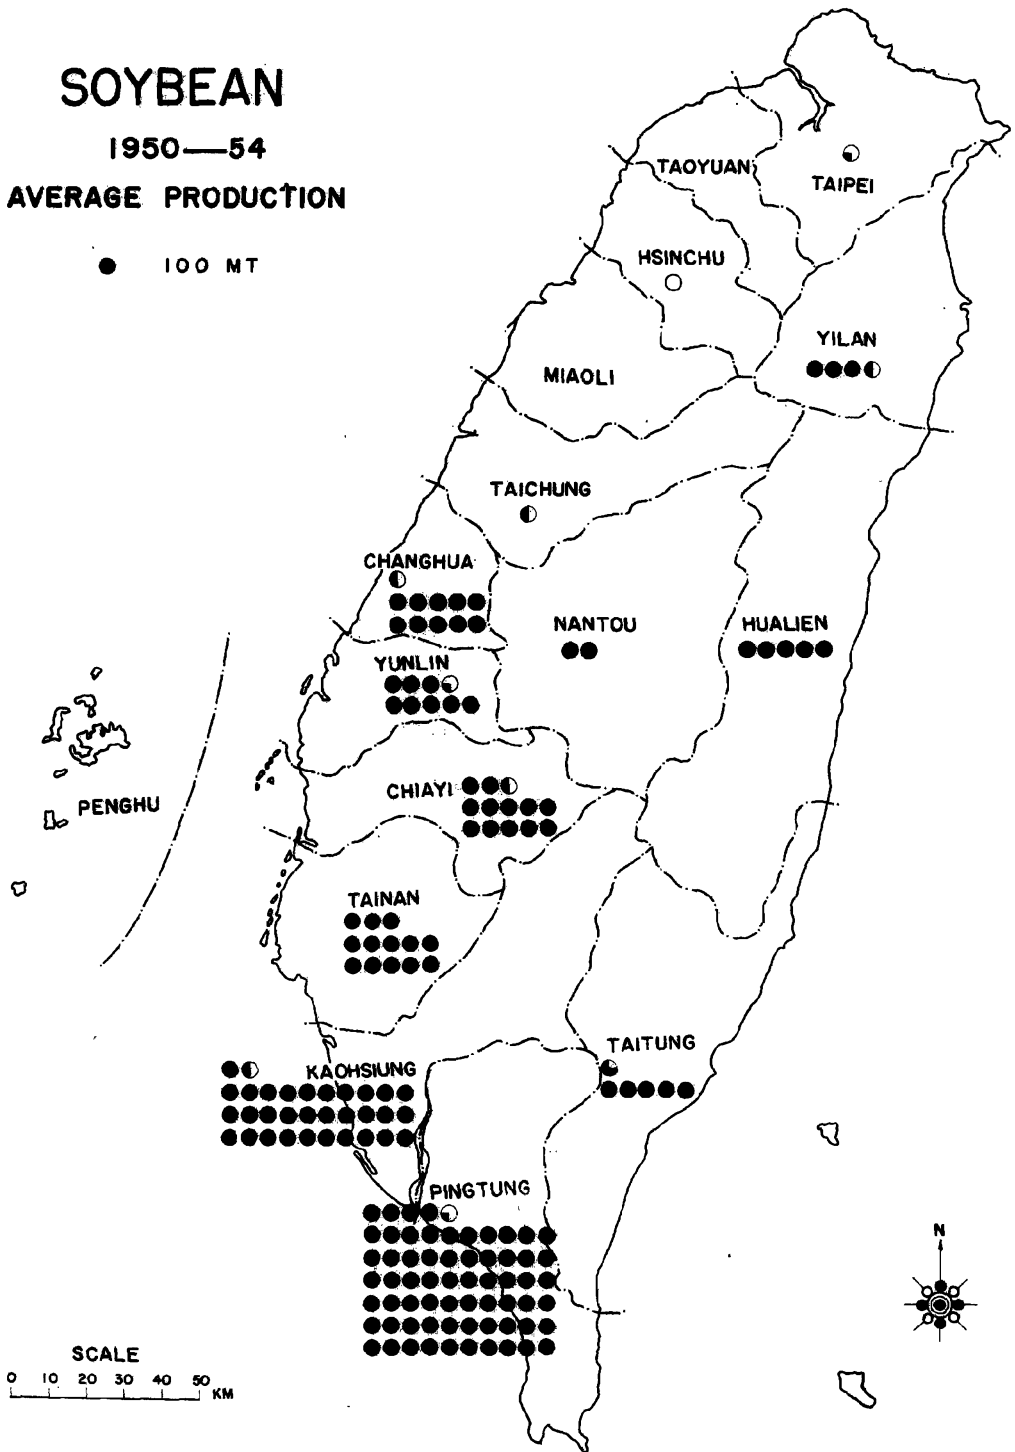 SOYBEAN
1950—54
AVERAGE PRODUCTION
100 MT
TAOYUAN
TAIPEI
HSINCHU
YILAN
MIAOLI
TAICHUNG
CHANGHUA
NANTOU
HUALIEN
YUNLIN
CHIAYI
PENGHU
TAINAN
TAITUNG
KAOHSIUNG
PINGTUNG
N
SCALE
0 10 20 30 40 50
KM